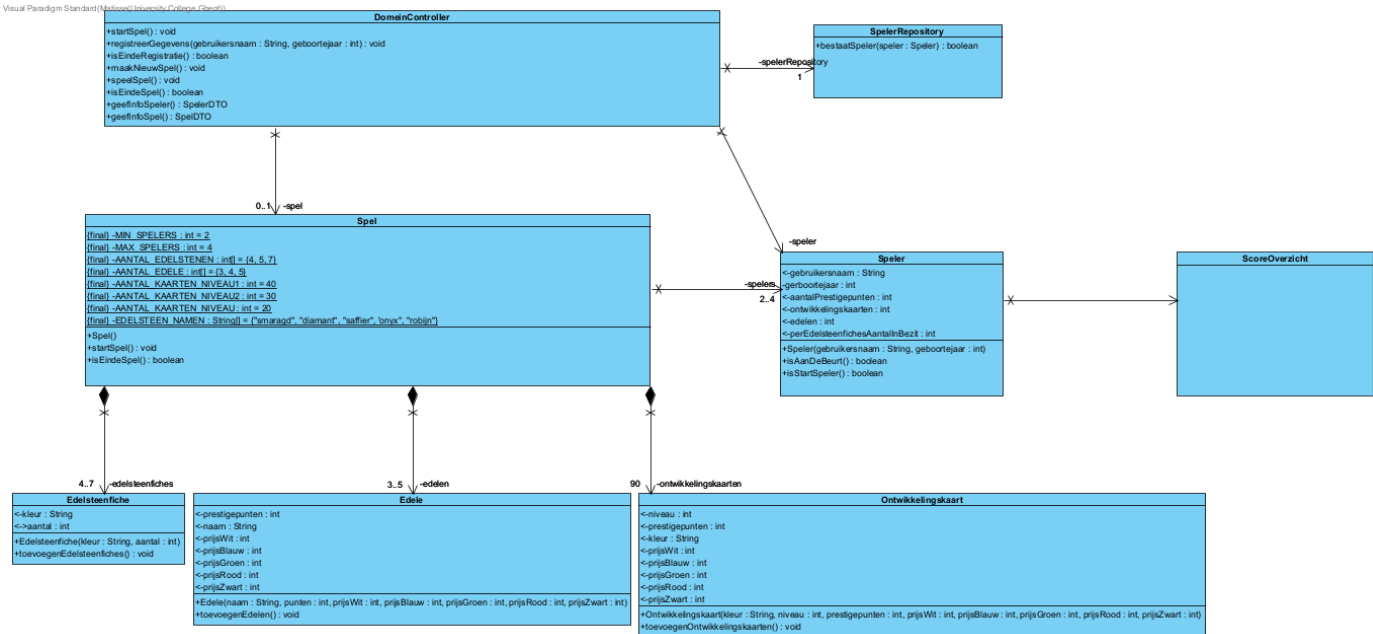 Visual Paradigm Standard(Matisse(University College Ghent))
DomeinController
+startSpel() : void
+registreerGegevens(gebruikersnaam : String, geboortejaar : int) : void
+isEindeRegistratie() : boolean
+maakNieuwSpel() : void
+speelSpel() : void
+isEindeSpel() : boolean
+geefInfoSpeler() : SpelerDTO
+geefInfoSpel() : SpelDTO
-spelerRepository
1
SpelerRepository
+bestaatSpeler(speler : Speler) : boolean
0..1
-spel
-speler
Spel
{final} -MIN_SPELERS : int = 2
{final} -MAX_SPELERS : int = 4
{final} -AANTAL_EDELSTENEN : int[] = {4, 5, 7}
{final} -AANTAL_EDELE : int[] = {3, 4, 5}
{final} -AANTAL_KAARTEN_NIVEAU1 : int = 40
{final} -AANTAL_KAARTEN_NIVEAU2 : int = 30
{final} -AANTAL_KAARTEN_NIVEAU : int = 20
{final} -EDELSTEEN_NAMEN : String[] = {"smaragd", "diamant", "saffier", 'onyx", "robijn"}
+Spel()
+startSpel() : void
+isEindeSpel() : boolean
-spelers
2..4
Speler
<-gebruikersnaam : String
-gerboortejaar : int
<-aantalPrestigepunten : int
<-ontwikkelingskaarten : int
<-edelen : int
<-perEdelsteenfichesAantalInBezit : int
+Speler(gebruikersnaam : String, geboortejaar : int)
+isAanDeBeurt() : boolean
+isStartSpeler() : boolean
ScoreOverzicht
4..7
-edelsteenfiches
3..5
-edelen
90
-ontwikkelingskaarten
Edelsteenfiche
<-kleur : String
<->aantal : int
+Edelsteenfiche(kleur : String, aantal : int)
+toevoegenEdelsteenfiches() : void
Edele
<-prestigepunten : int
<-naam : String
<-prijsWit : int
<-prijsBlauw : int
<-prijsGroen : int
<-prijsRood : int
<-prijsZwart : int
+Edele(naam : String, punten : int, prijsWit : int, prijsBlauw : int, prijsGroen : int, prijsRood : int, prijsZwart : int)
+toevoegenEdelen() : void
Ontwikkelingskaart
<-niveau : int
<-prestigepunten : int
<-kleur : String
<-prijsWit : int
<-prijsBlauw : int
<-prijsGroen : int
<-prijsRood : int
<-prijsZwart : int
+Ontwikkelingskaart(kleur : String, niveau : int, prestigepunten : int, prijsWit : int, prijsBlauw : int, prijsGroen : int, prijsRood : int, prijsZwart : int)
+toevoegenOntwikkelingskaarten() : void